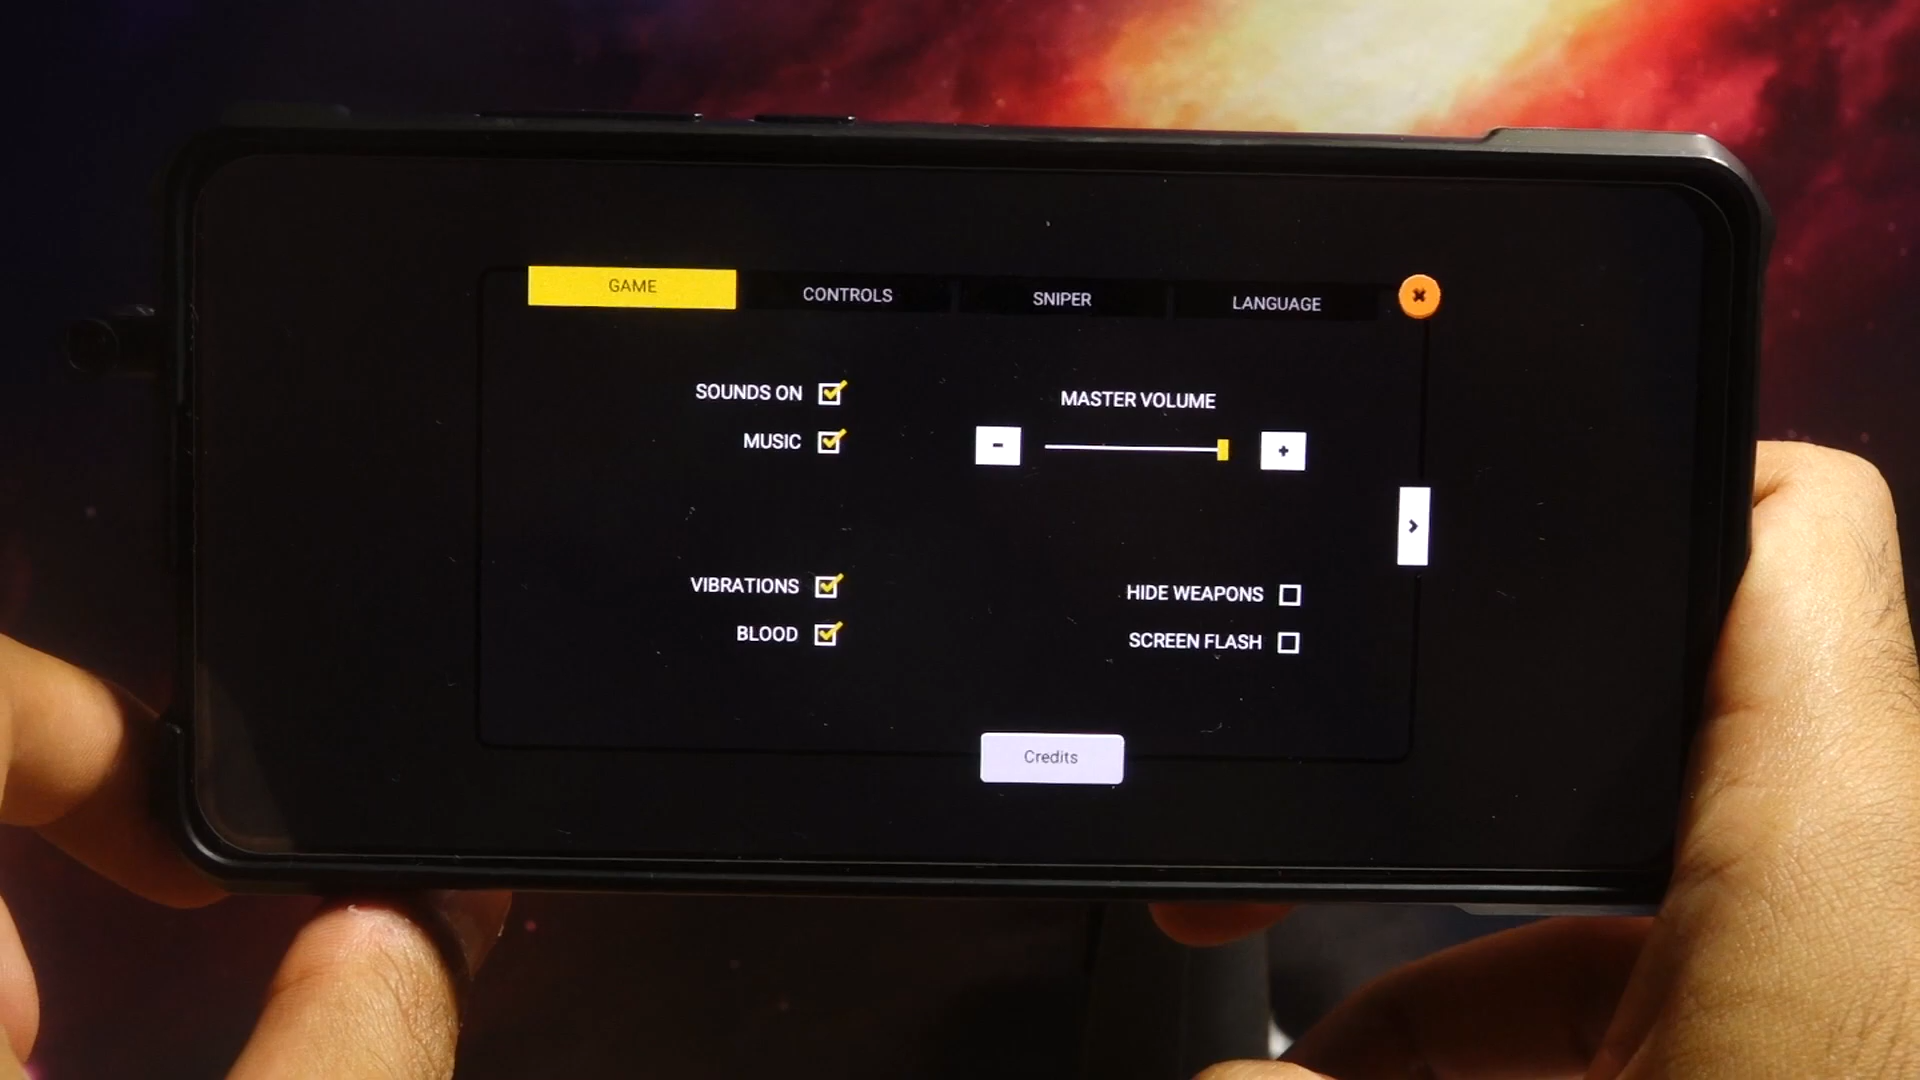 GAME
CONTROLS
SNIPER
LANGUAGE
SOUNDS ON
MASTER VOLUME
MUSIC
-
+
>
VIBRATIONS
HIDE WEAPONS
BLOOD
SCREEN FLASH
Credits